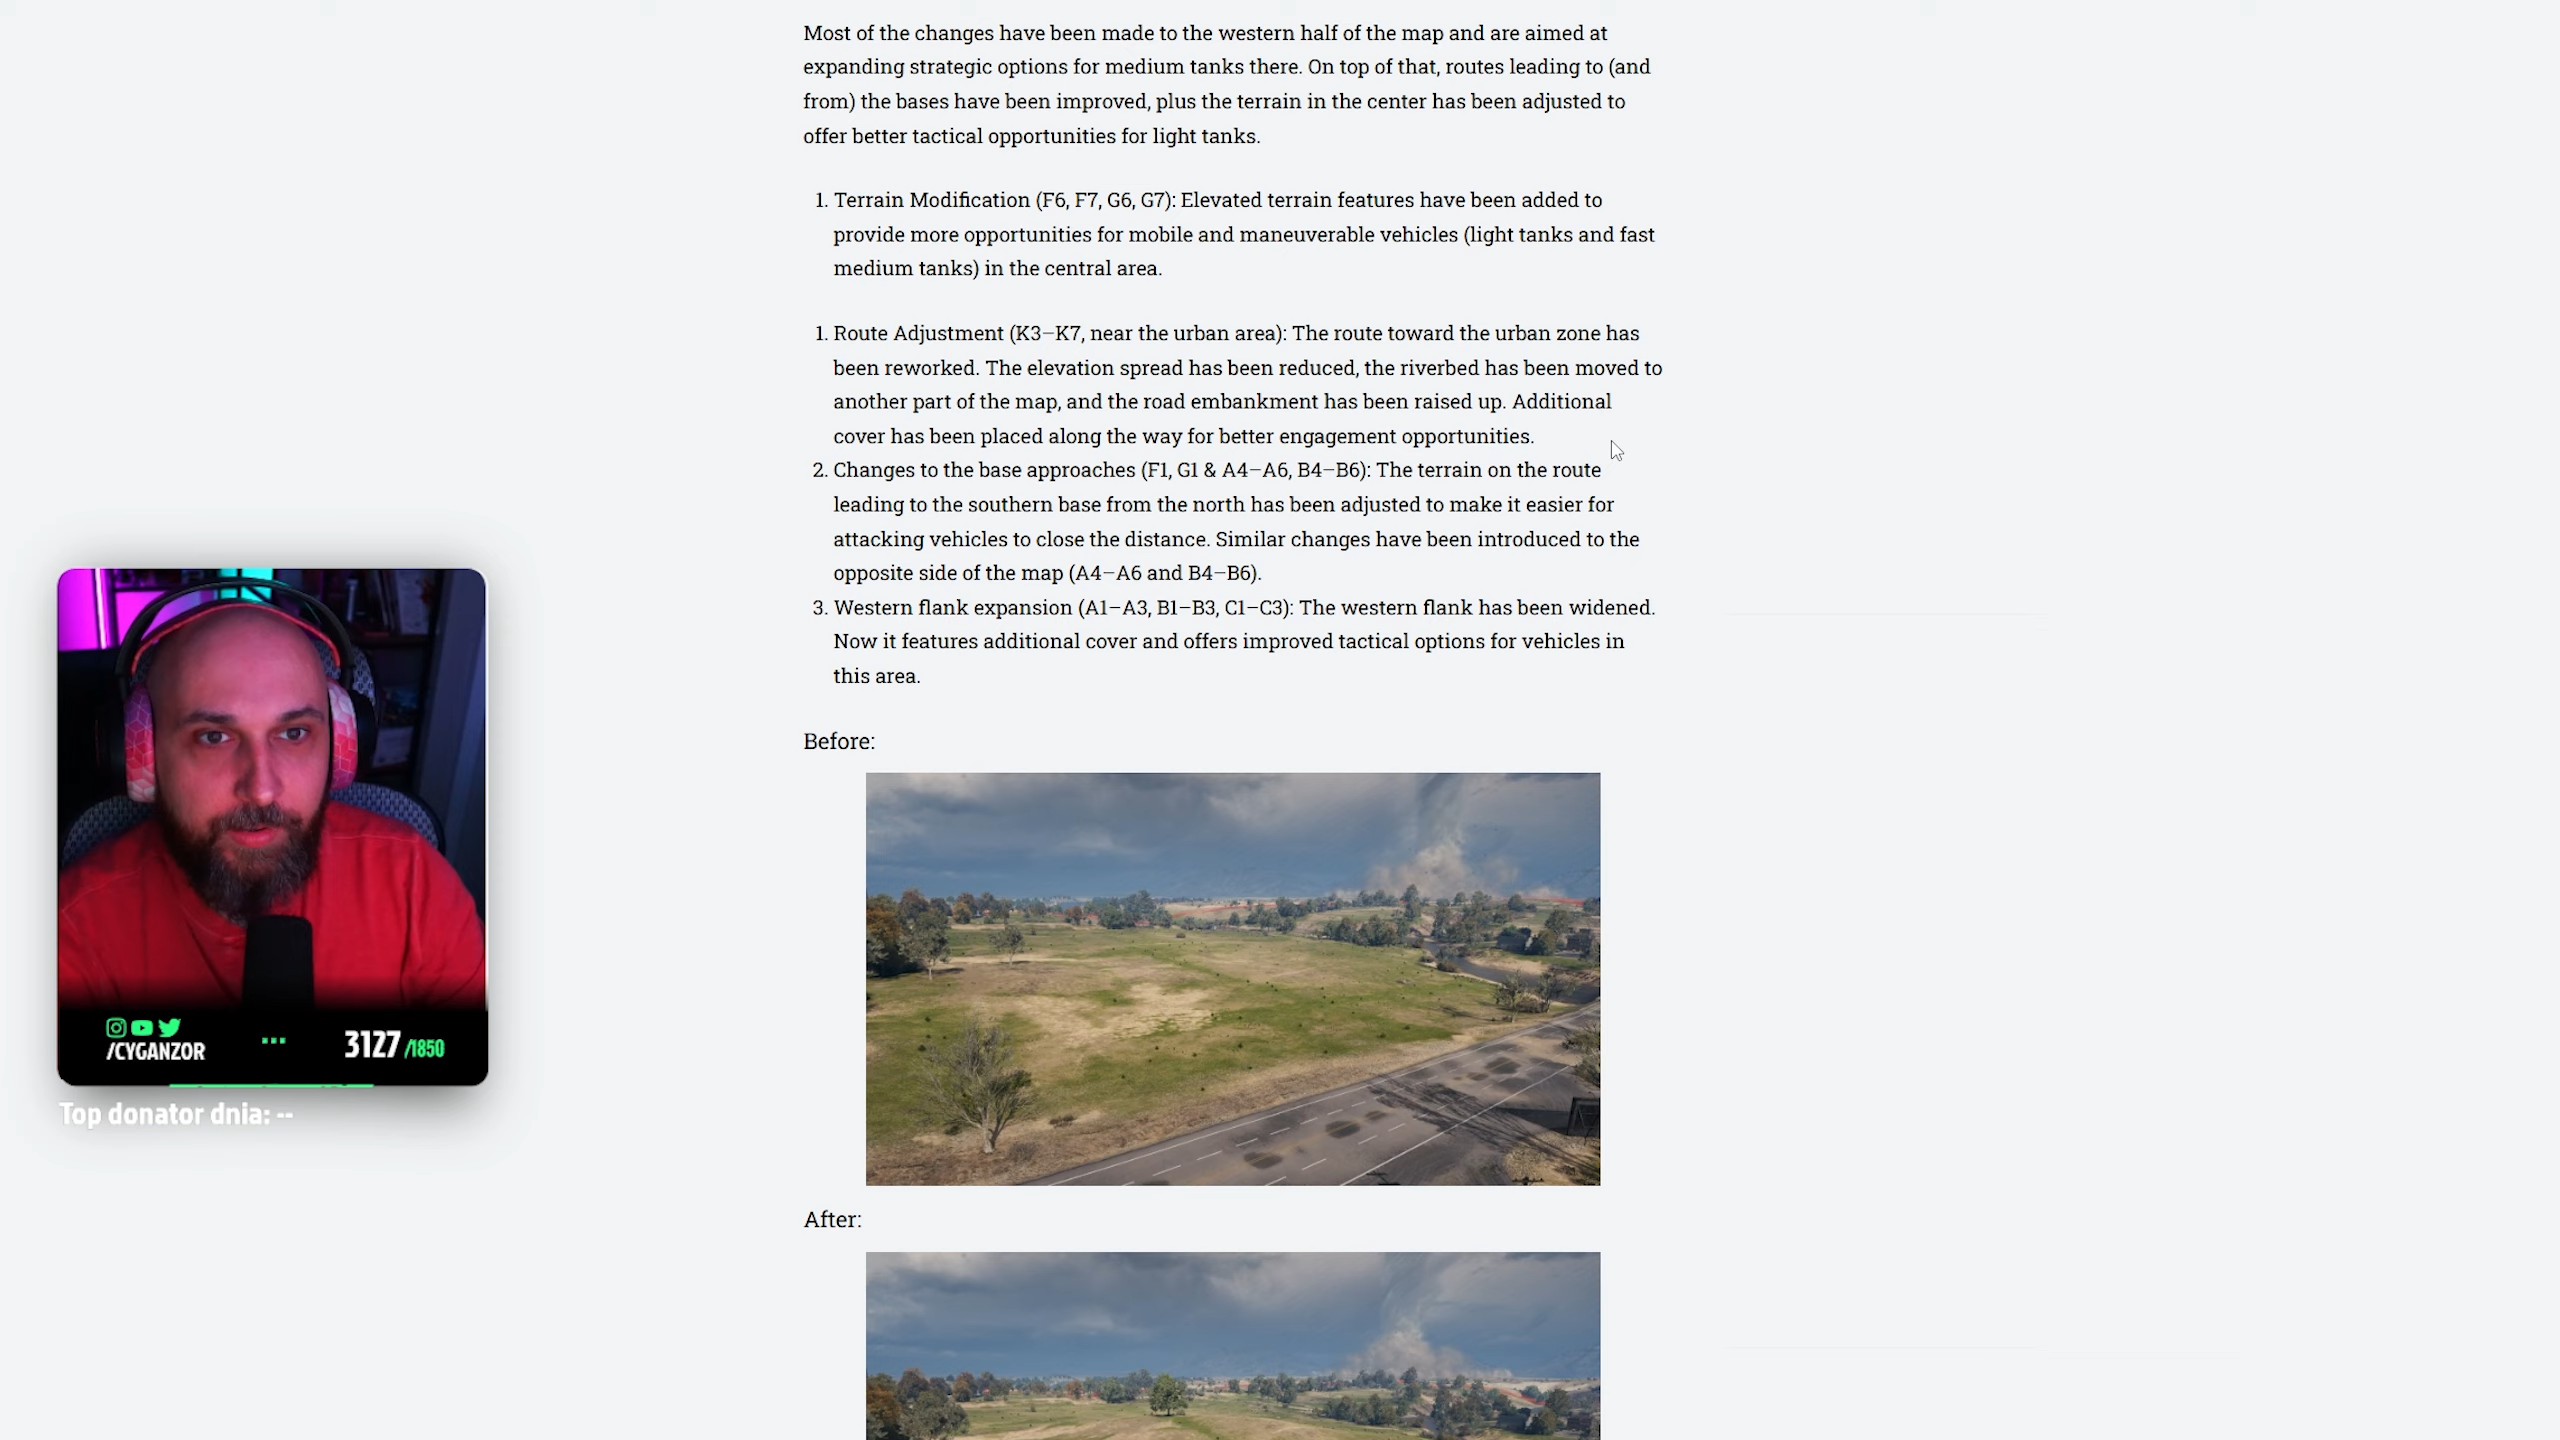 Most of the changes have been made to the western half of the map and are aimed at
expanding strategic options for medium tanks there. On top of that, routes leading to (and
from) the bases have been improved, plus the terrain in the center has been adjusted to
offer better tactical opportunities for light tanks.
1. Terrain Modification (F6, F7, G6, G7): Elevated terrain features have been added to
provide more opportunities for mobile and maneuverable vehicles (light tanks and fast
medium tanks) in the central area.
1. Route Adjustment (K3–K7, near the urban area): The route toward the urban zone has
been reworked. The elevation spread has been reduced, the riverbed has been moved to
another part of the map, and the road embankment has been raised up. Additional
cover has been placed along the way for better engagement opportunities.
2. Changes to the base approaches (F1, G1 & A4–A6, B4–B6): The terrain on the route
leading to the southern base from the north has been adjusted to make it easier for
attacking vehicles to close the distance. Similar changes have been introduced to the
opposite side of the map (A4–A6 and B4–B6).
3. Western flank expansion (A1–A3, B1–B3, C1–C3): The western flank has been widened.
Now it features additional cover and offers improved tactical options for vehicles in
this area.
Before:
After:
/CYGANZOR
...
3127 /1850
Top donator dnia: --